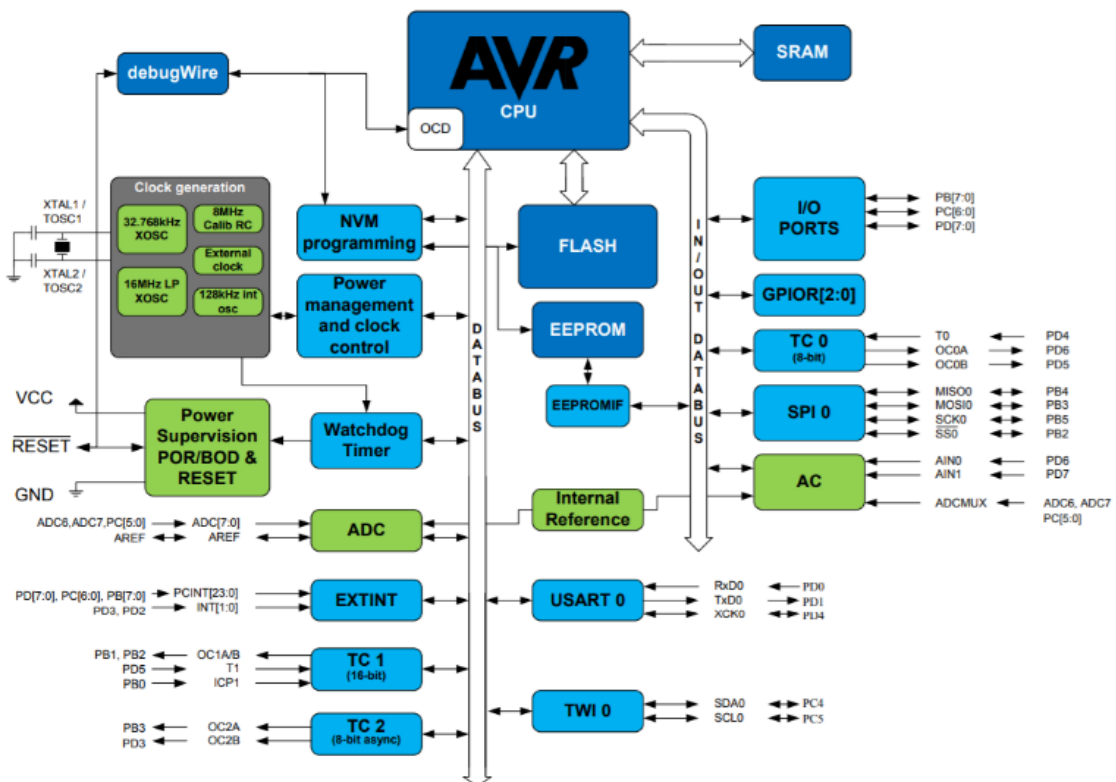 AVR
CPU
OCD
SRAM
debugWire
Clock generation
XTAL1 /
TOSC1
XTAL2 /
TOSC2
32.768kHz
XOSC
8MHz
Calib RC
External
clock
16MHz LP
XOSC
128kHz int
osc
NVM
programming
Power
management
and clock
control
FLASH
EEPROM
EEPROMIF
DATABUS
IN/OUT DATABUS
I/O
PORTS
PB[7:0]
PC[6:0]
PD[7:0]
GPIOR[2:0]
TC 0
(8-bit)
T0 PD4
OC0A PD6
OC0B PD5
SPI 0
MISO0 PB4
MOSI0 PB3
SCK0 PB5
SS0 PB2
AC
AIN0 PD6
AIN1 PD7
ADCMUX ADC6, ADC7
PC[5:0]
VCC
RESET
GND
Power
Supervision
POR/BOD &
RESET
Watchdog
Timer
Internal
Reference
ADC6,ADC7,PC[5:0] ADC[7:0]
AREF AREF
ADC
PD[7:0], PC[6:0], PB[7:0] PCINT[23:0]
PD3, PD2 INT[1:0]
EXTINT
USART 0
RxD0 PD0
TxD0 PD1
XCK0 PD4
PB1, PB2 OC1A/B
PD5 T1
PB0 ICP1
TC 1
(16-bit)
TWI 0
SDA0 PC4
SCL0 PC5
PB3 OC2A
PD3 OC2B
TC 2
(8-bit async)